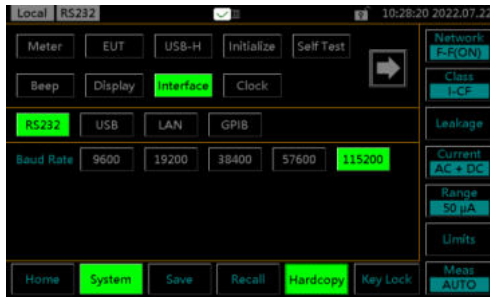 Local RS232 10:28:20 2022.07.22
Meter EUT USB-H Initialize Self Test
Beep Display Interface Clock
RS232 USB LAN GPIB
Baud Rate 9600 19200 38400 57600 115200
Network
F-F(ON)
Class
I-CF
Leakage
Current
AC + DC
Range
50 μA
Limits
Meas
AUTO
Home System Save Recall Hardcopy Key Lock